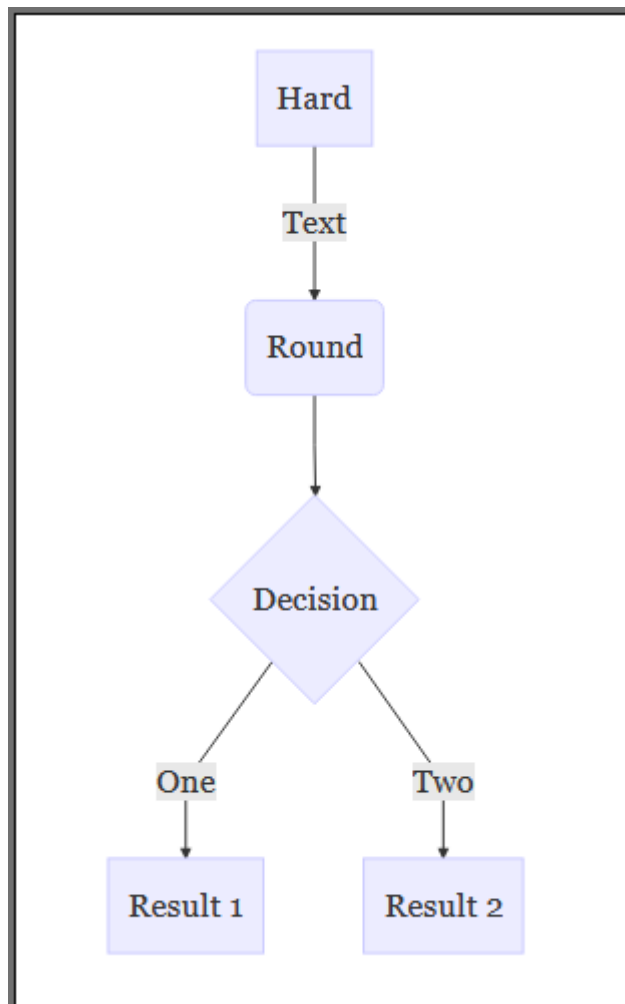 Hard
Text
Round
Decision
One
Two
Result 1
Result 2